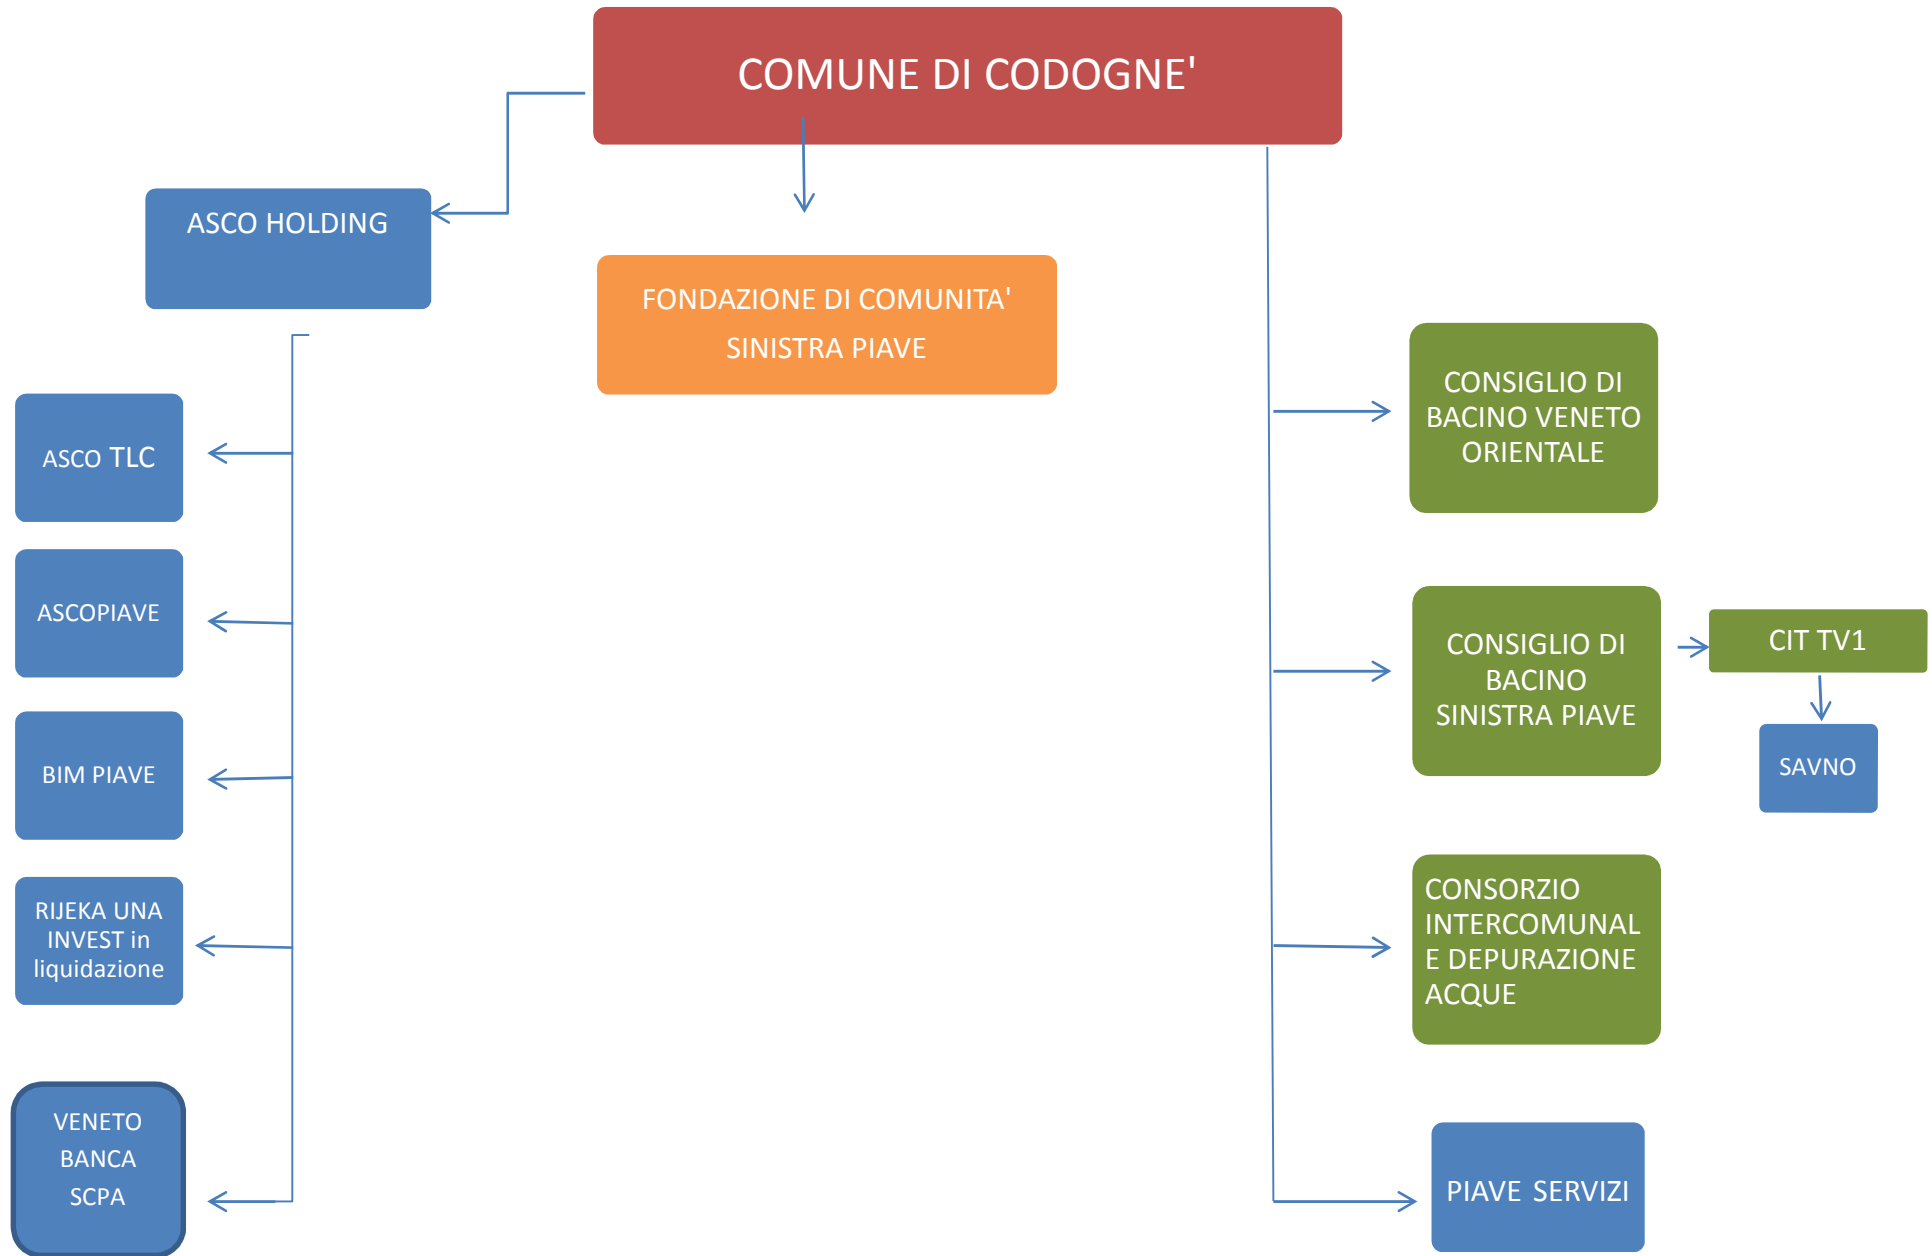 COMUNE DI CODOGNE'
ASCO HOLDING
FONDAZIONE DI COMUNITA'
SINISTRA PIAVE
ASCO TLC
ASCOPIAVE
BIM PIAVE
RIJEKA UNA
INVEST in
liquidazione
VENETO
BANCA
SCPA
CONSIGLIO DI
BACINO VENETO
ORIENTALE
CONSIGLIO DI
BACINO
SINISTRA PIAVE
CIT TV1
SAVNO
CONSORZIO
INTERCOMUNAL
E DEPURAZIONE
ACQUE
PIAVE SERVIZI